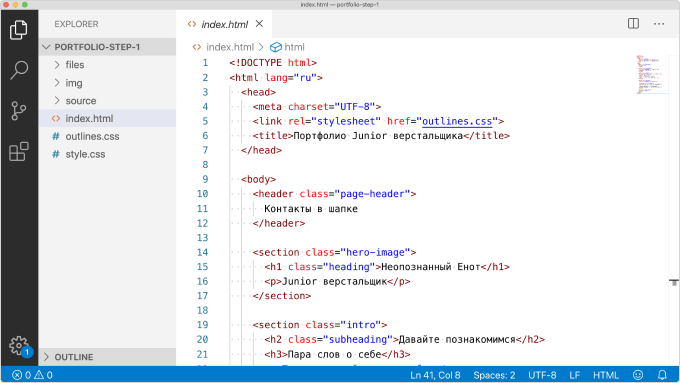 index.html — portfolio-step-1
EXPLORER
PORTFOLIO-STEP-1
files
img
source
index.html
outlines.css
style.css
OUTLINE
index.html
index.html > html
1 <!DOCTYPE html>
2 <html lang="ru">
3 <head>
4 <meta charset="UTF-8">
5 <link rel="stylesheet" href="outlines.css">
6 <title>Портфолио Junior верстальщика</title>
7 </head>
8
9 <body>
10 <header class="page-header">
11 Контакты в шапке
12 </header>
13
14 <section class="hero-image">
15 <h1 class="heading">Неопознанный Енот</h1>
16 <p>Junior верстальщик</p>
17 </section>
18
19 <section class="intro">
20 <h2 class="subheading">Давайте познакомимся</h2>
21 <h3>Пара слов о себе</h3>
1
0 0
Ln 41, Col 8 Spaces: 2 UTF-8 LF HTML